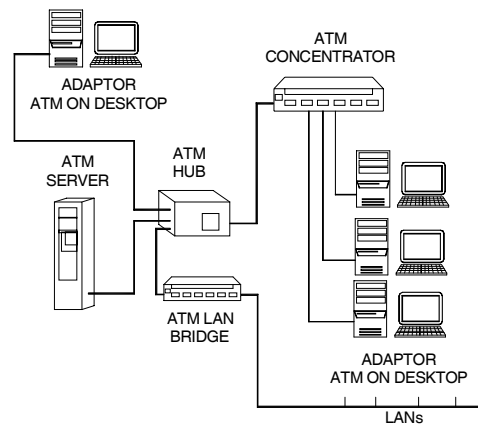 ATM
CONCENTRATOR
ADAPTOR
ATM ON DESKTOP
ATM
SERVER
ATM
HUB
ATM LAN
BRIDGE
ADAPTOR
ATM ON DESKTOP
LANs